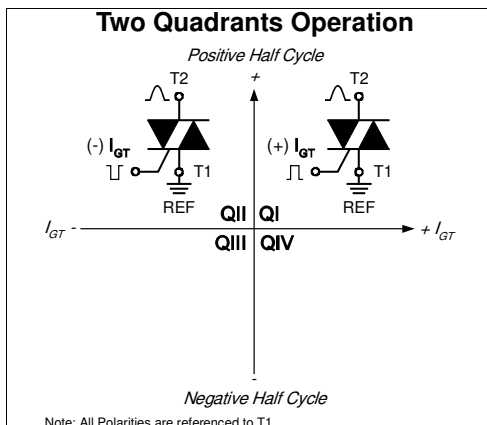 Two Quadrants Operation
Positive Half Cycle
+
T2
T2
(-) IGT
(+) IGT
T1
T1
REF
REF
QII QI
IGT -
+ IGT
QIII QIV
-
Negative Half Cycle
Note: All Polarities are referenced to T1